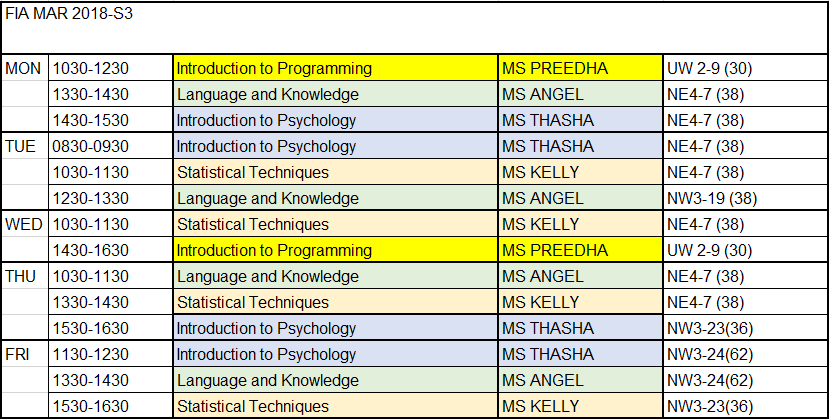 FIA MAR 2018-S3
MON 1030-1230 Introduction to Programming MS PREEDHA UW 2-9 (30)
1330-1430 Language and Knowledge MS ANGEL NE4-7 (38)
1430-1530 Introduction to Psychology MS THASHA NE4-7 (38)
TUE 0830-0930 Introduction to Psychology MS THASHA NE4-7 (38)
1030-1130 Statistical Techniques MS KELLY NE4-7 (38)
1230-1330 Language and Knowledge MS ANGEL NW3-19 (38)
WED 1030-1130 Statistical Techniques MS KELLY NE4-7 (38)
1430-1630 Introduction to Programming MS PREEDHA UW 2-9 (30)
THU 1030-1130 Language and Knowledge MS ANGEL NE4-7 (38)
1330-1430 Statistical Techniques MS KELLY NE4-7 (38)
1530-1630 Introduction to Psychology MS THASHA NW3-23(36)
FRI 1130-1230 Introduction to Psychology MS THASHA NW3-24(62)
1330-1430 Language and Knowledge MS ANGEL NW3-24(62)
1530-1630 Statistical Techniques MS KELLY NW3-23(36)